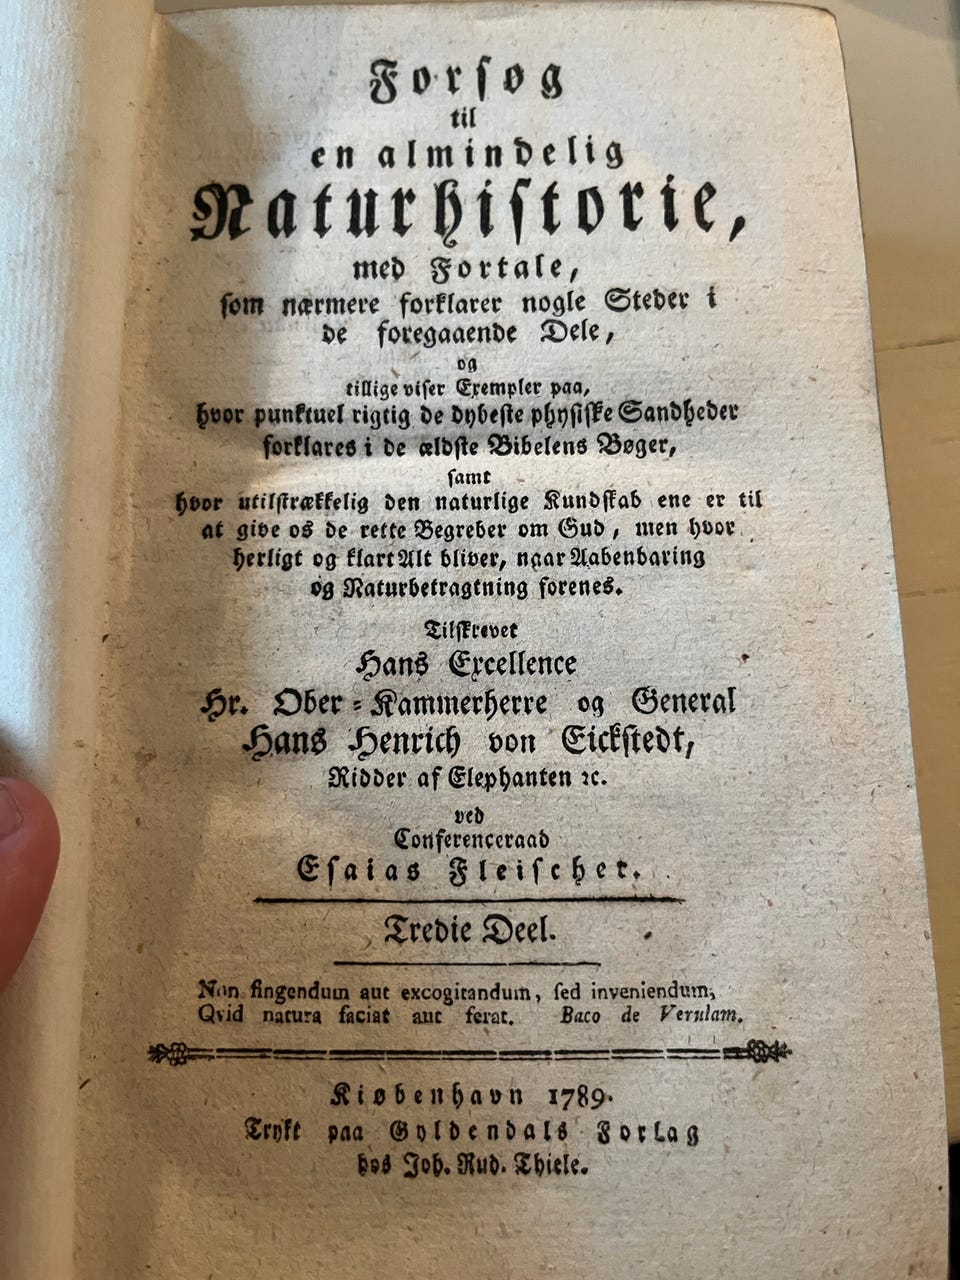 Forsøg
til
en almindelig
Naturhistorie,
med Fortale,
som nærmere forklarer nogle Steder i
de foregaaende Dele,
og
tillige viser Exempler paa,
hvor punktuel rigtig de dybeste physiske Sandheder
forklares i de ældste Bibelens Bøger,
samt
hvor utilstrækkelig den naturlige Kundskab ene er til
at give os de rette Begreber om Gud, men hvor
herligt og klart Alt bliver, naar Aabenbaring
og Naturbetragtning forenes.
Tilskrevet
Hans Excellence
Hr. Ober-Kammerherre og General
Hans Henrich von Eickstedt,
Ridder af Elephanten ꝛc.
ved
Conferenceraad
Esaias Fleischer.
Tredie Deel.
Non fingendum aut excogitandum, sed inveniendum,
Qvid natura faciat aut ferat. Baco de Verulam.
Kiøbenhavn 1789.
Trykt paa Gyldendals Forlag
hos Joh. Rud. Thiele.